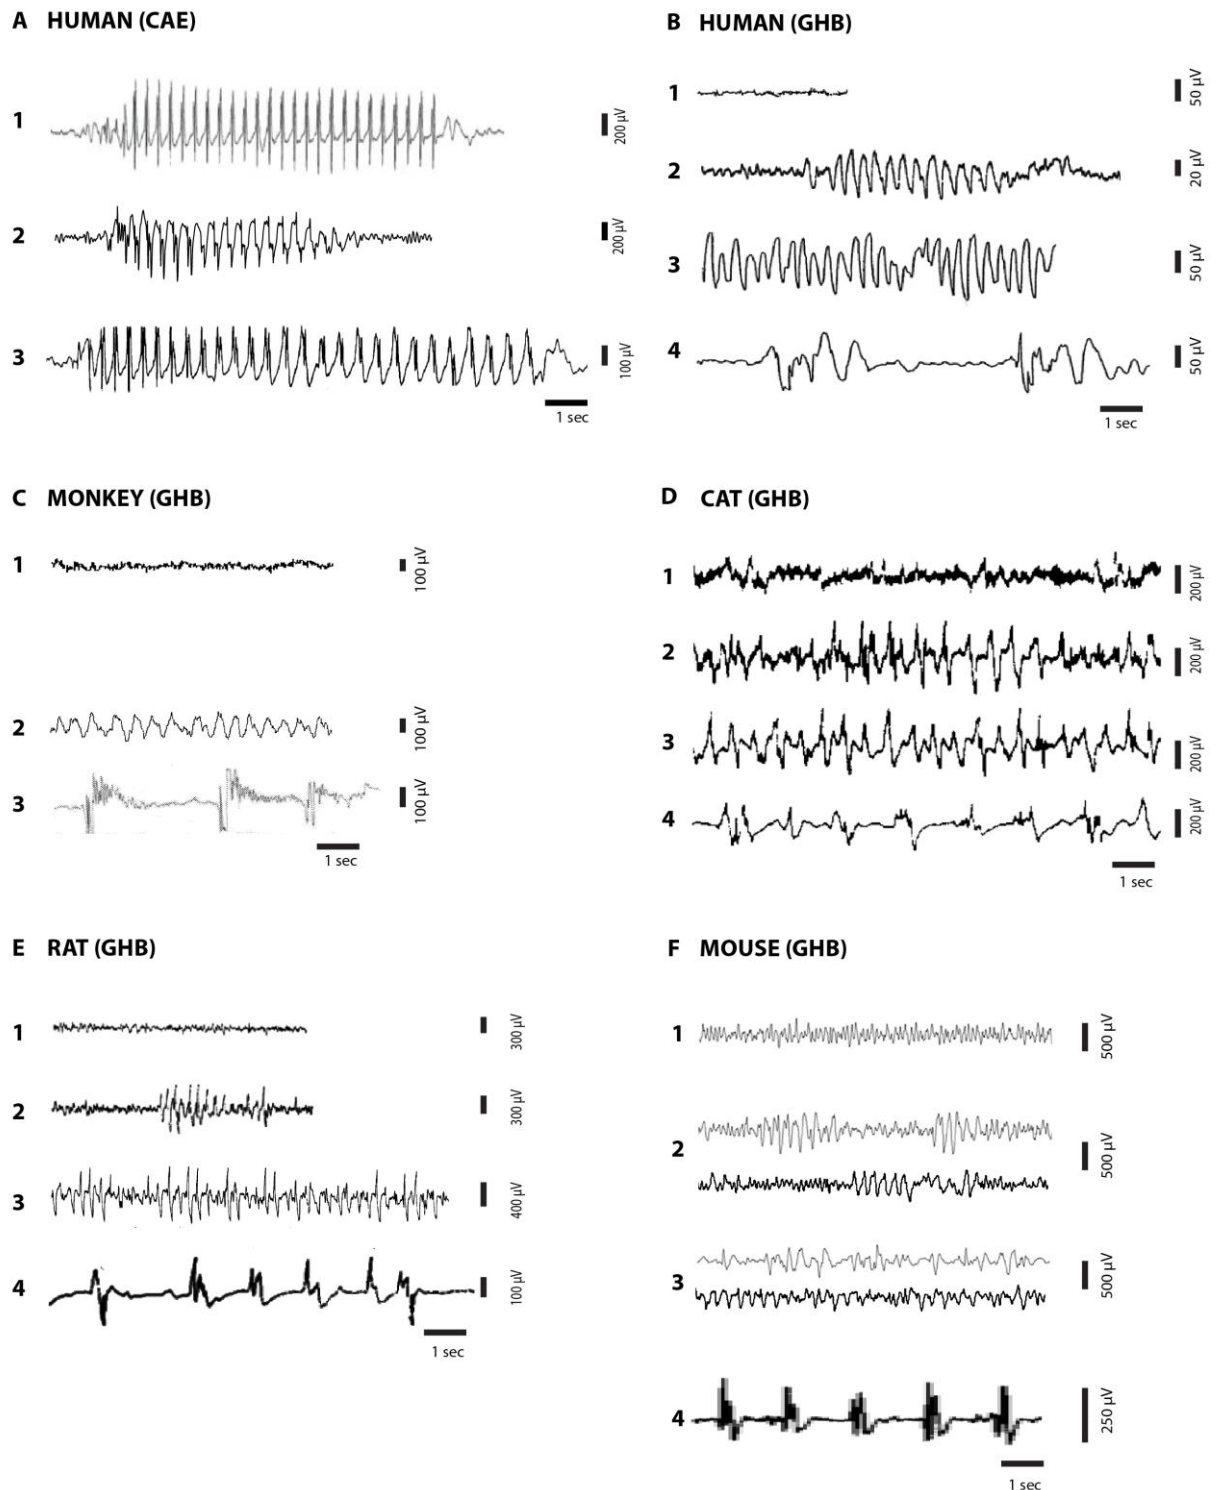 A HUMAN (CAE)
1
200 µV
2
200 µV
3
100 µV
1 sec
B HUMAN (GHB)
1
50 µV
2
20 µV
3
50 µV
4
50 µV
1 sec
C MONKEY (GHB)
1
100 µV
2
100 µV
3
100 µV
1 sec
D CAT (GHB)
1
200 µV
2
200 µV
3
200 µV
4
200 µV
1 sec
E RAT (GHB)
1
300 µV
2
300 µV
3
400 µV
4
100 µV
1 sec
F MOUSE (GHB)
1
500 µV
2
500 µV
3
500 µV
4
250 µV
1 sec